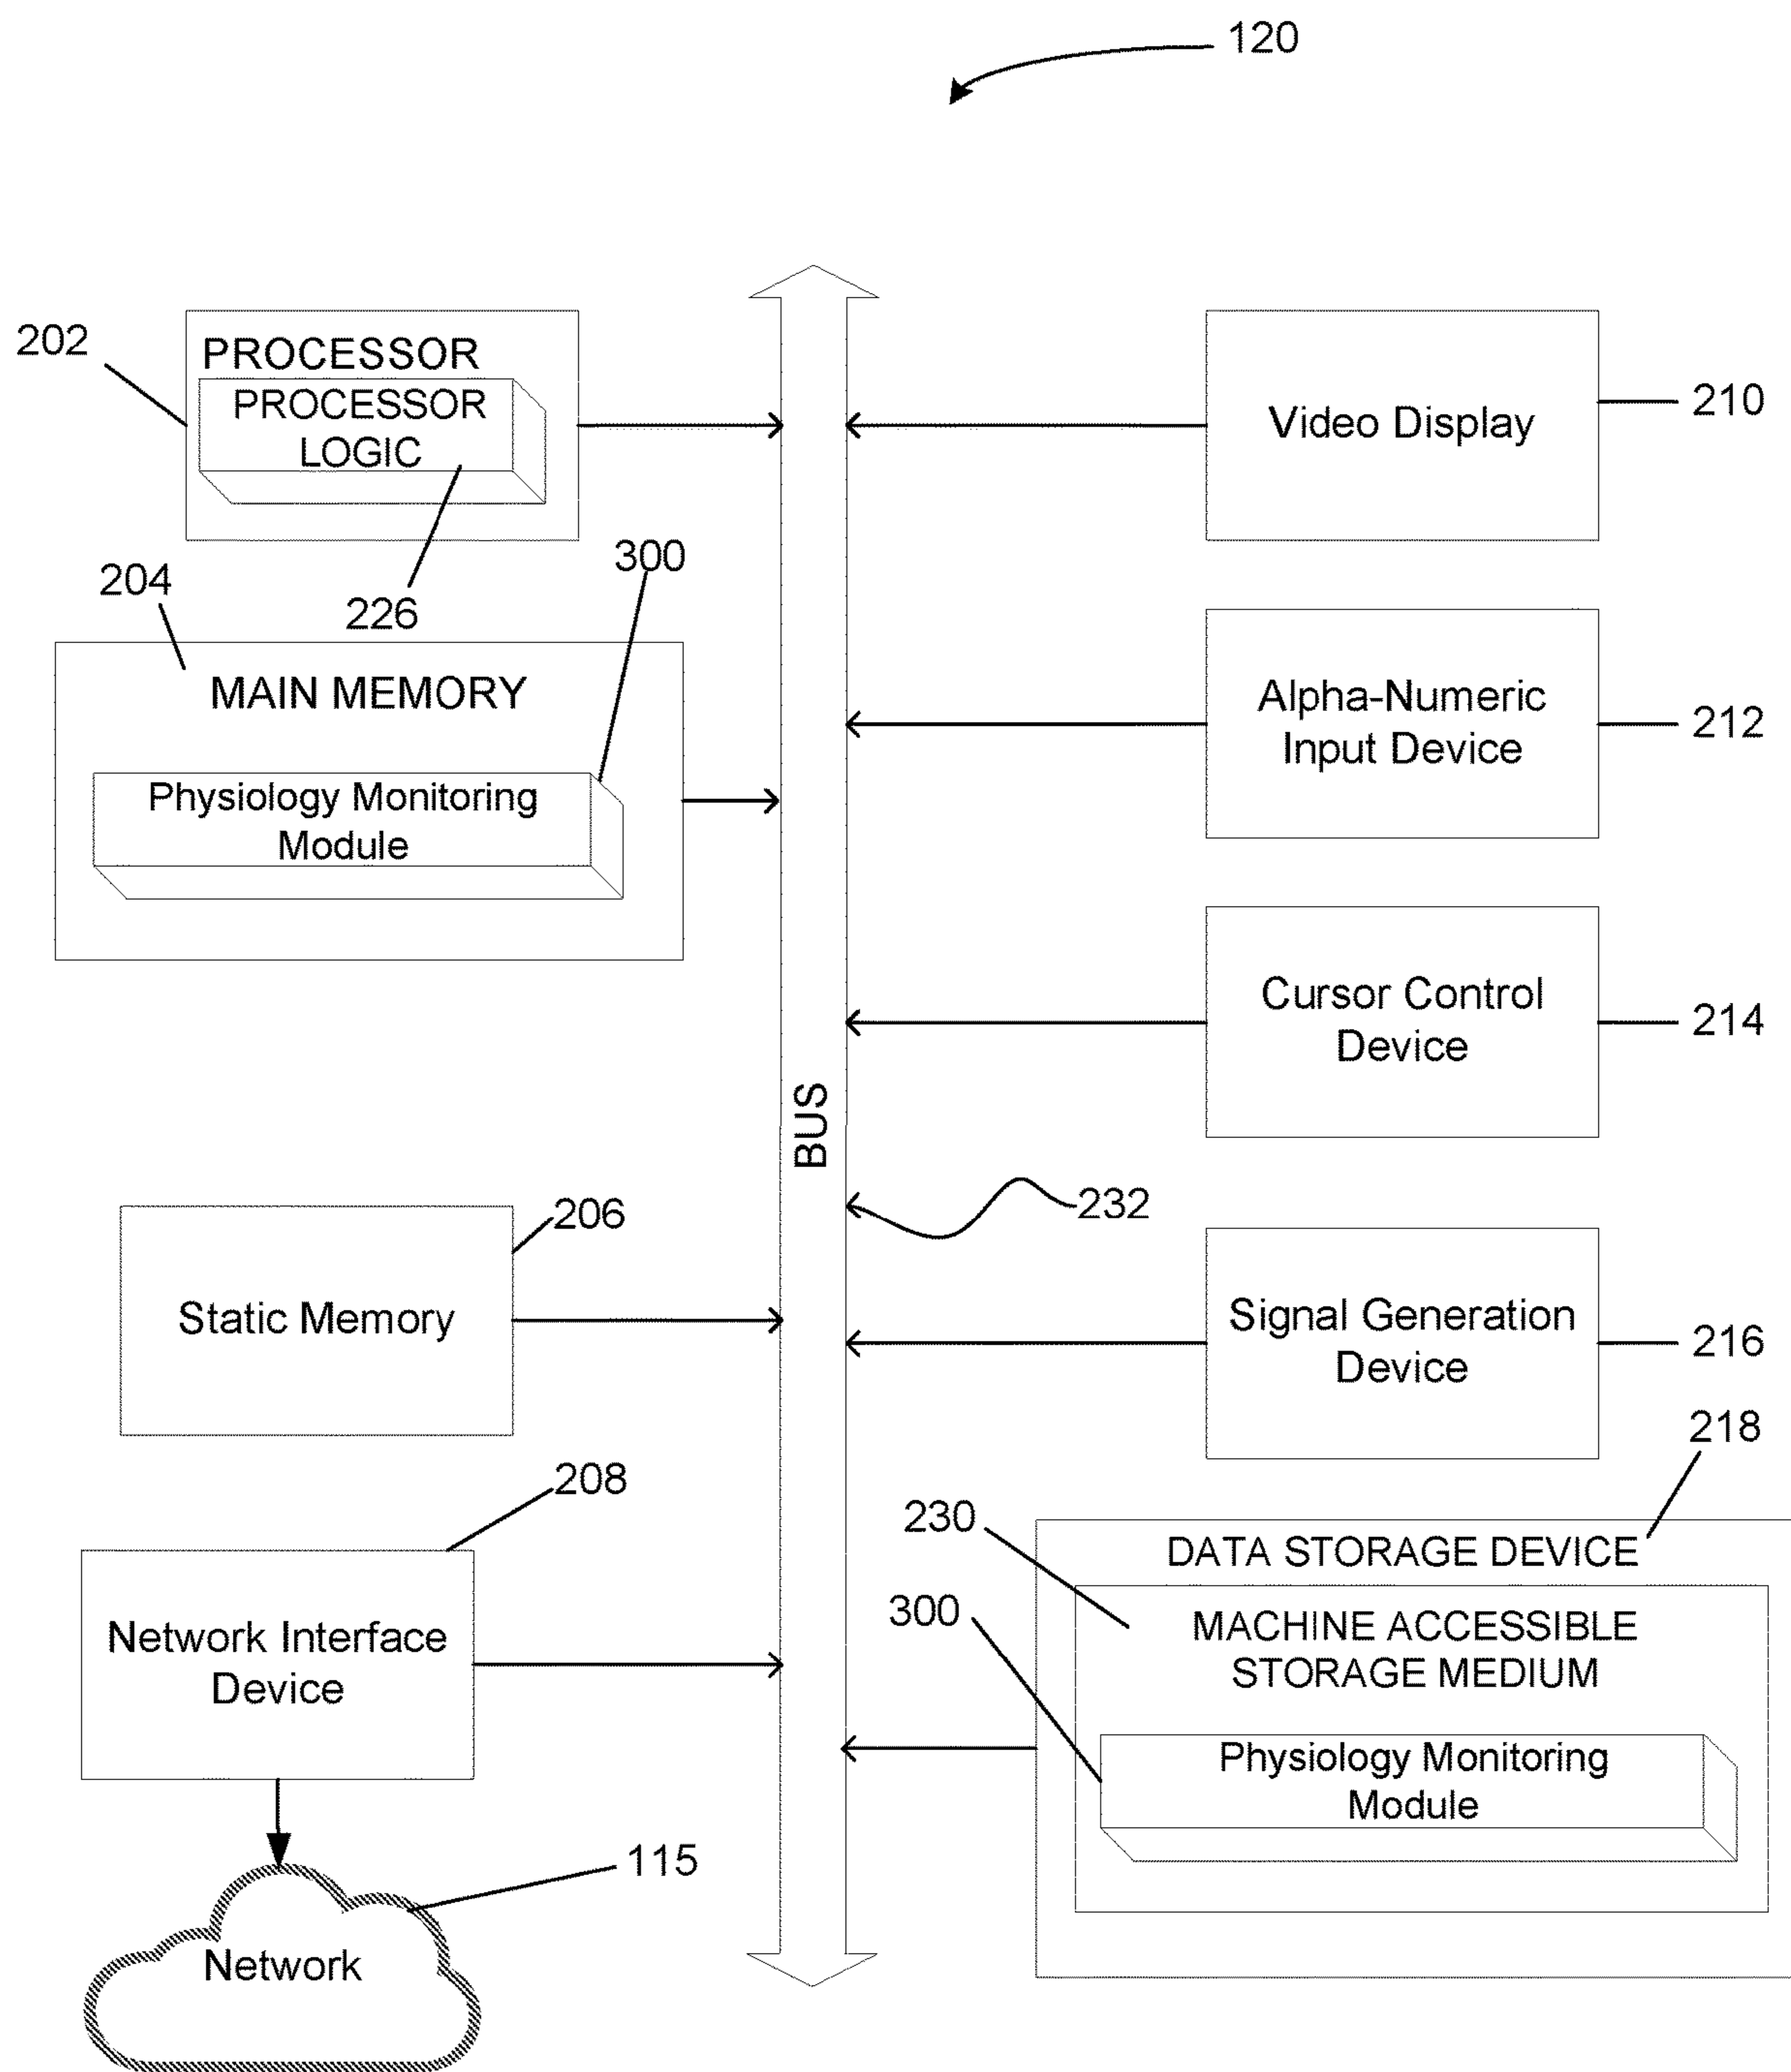 120
202
PROCESSOR
PROCESSOR
LOGIC
226
204
300
MAIN MEMORY
Physiology Monitoring
Module
206
Static Memory
208
Network Interface
Device
115
Network
BUS
232
Video Display
210
Alpha-Numeric
Input Device
212
Cursor Control
Device
214
Signal Generation
Device
216
218
230
DATA STORAGE DEVICE
300
MACHINE ACCESSIBLE
STORAGE MEDIUM
Physiology Monitoring
Module